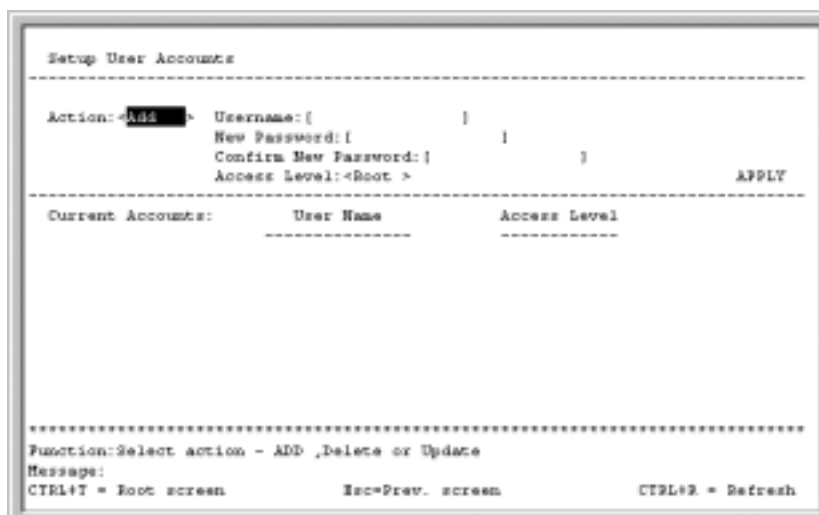 Setup User Accounts
Action:<Add > Username:[ ]
New Password:[ ]
Confirm New Password:[ ]
Access Level:<Root > APPLY
Current Accounts: User Name Access Level
Function:Select action - ADD ,Delete or Update
Message:
CTRL+T = Root screen Esc=Prev. screen CTRL+R = Refresh